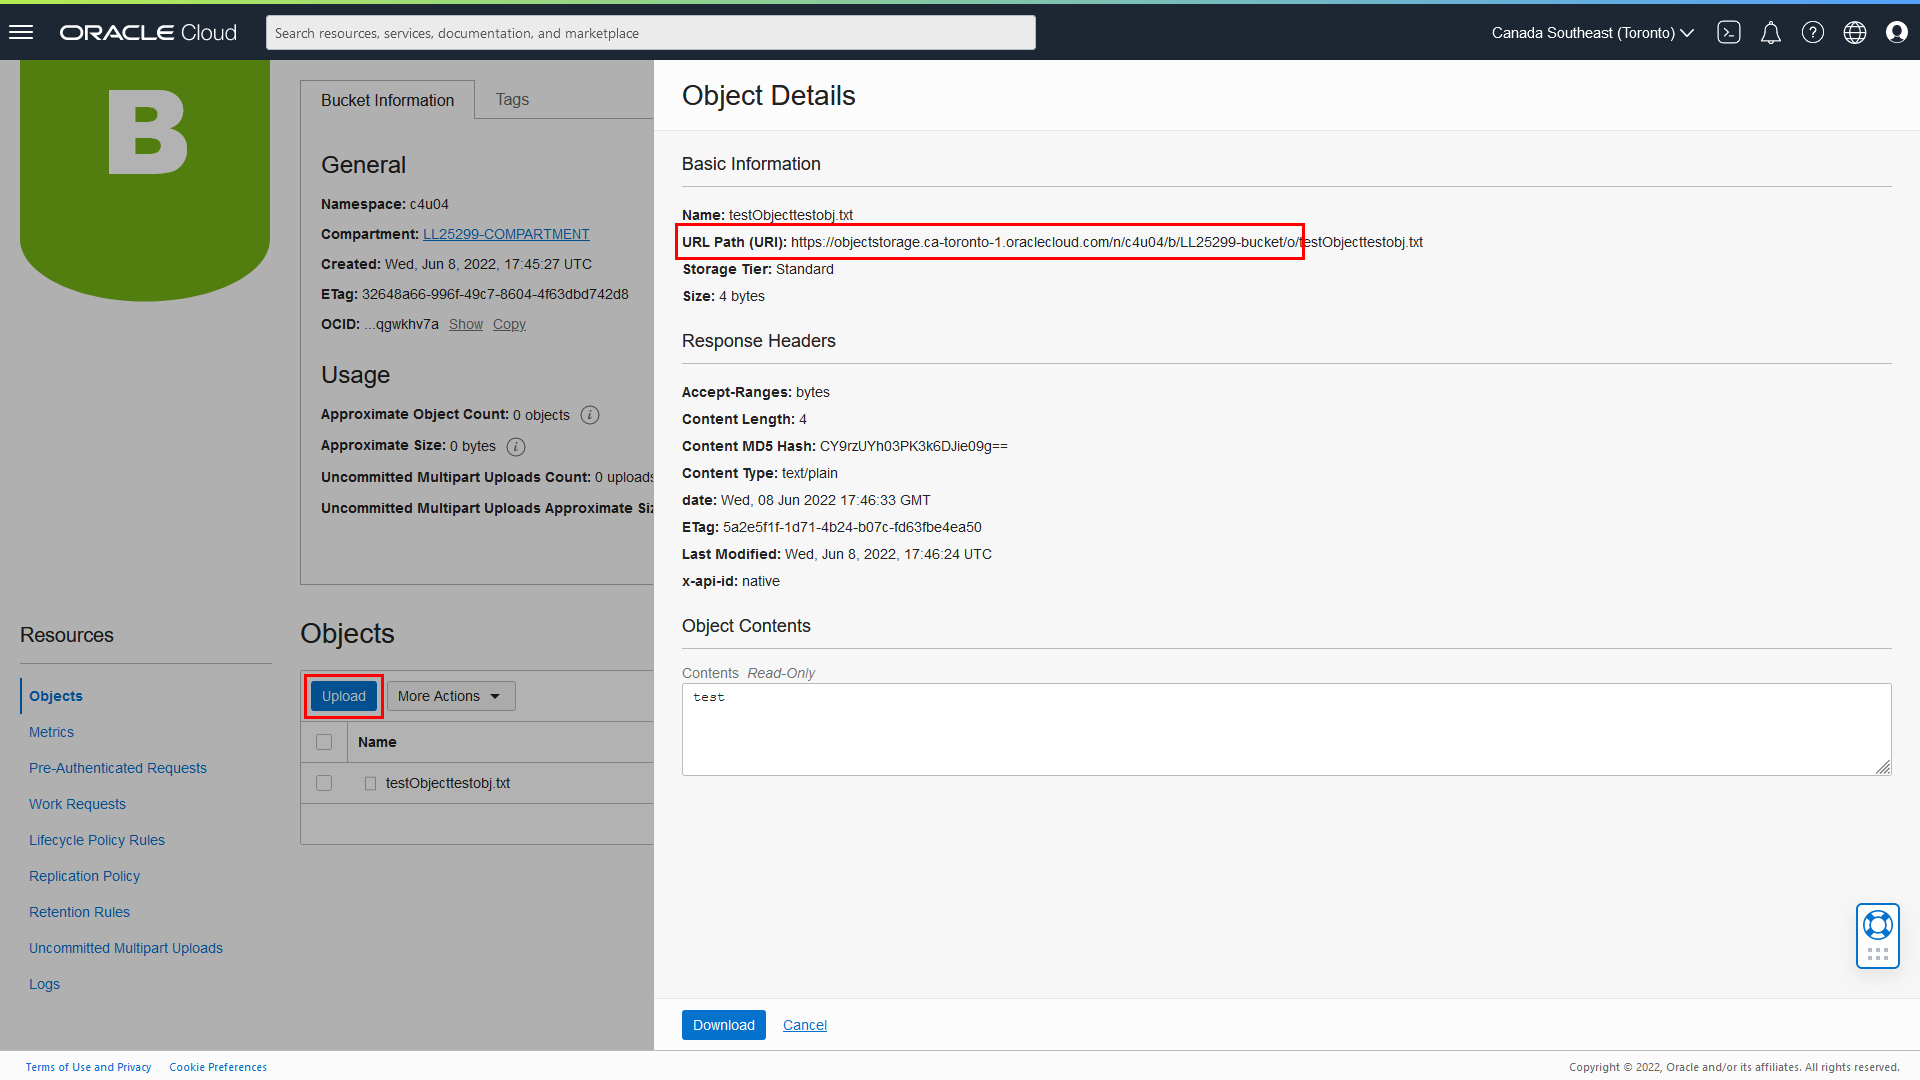 ORACLE Cloud
Search resources, services, documentation, and marketplace
Canada Southeast (Toronto)
B
Bucket Information
Tags
General
Namespace: c4u04
Compartment: LL25299-COMPARTMENT
Created: Wed, Jun 8, 2022, 17:45:27 UTC
ETag: 32648a66-996f-49c7-8604-4f63dbd742d8
OCID: ...qgwkhv7a Show Copy
Usage
Approximate Object Count: 0 objects
Approximate Size: 0 bytes
Uncommitted Multipart Uploads Count: 0 uploads
Uncommitted Multipart Uploads Approximate Siz
Resources
Objects
Metrics
Pre-Authenticated Requests
Work Requests
Lifecycle Policy Rules
Replication Policy
Retention Rules
Uncommitted Multipart Uploads
Logs
Objects
Upload
More Actions
Name
testObjecttestobj.txt
Object Details
Basic Information
Name: testObjecttestobj.txt
URL Path (URI): https://objectstorage.ca-toronto-1.oraclecloud.com/n/c4u04/b/LL25299-bucket/o/testObjecttestobj.txt
Storage Tier: Standard
Size: 4 bytes
Response Headers
Accept-Ranges: bytes
Content Length: 4
Content MD5 Hash: CY9rzUYh03PK3k6DJie09g==
Content Type: text/plain
date: Wed, 08 Jun 2022 17:46:33 GMT
ETag: 5a2e5f1f-1d71-4b24-b07c-fd63fbe4ea50
Last Modified: Wed, Jun 8, 2022, 17:46:24 UTC
x-api-id: native
Object Contents
Contents Read-Only
test
Download
Cancel
Terms of Use and Privacy
Cookie Preferences
Copyright © 2022, Oracle and/or its affiliates. All rights reserved.